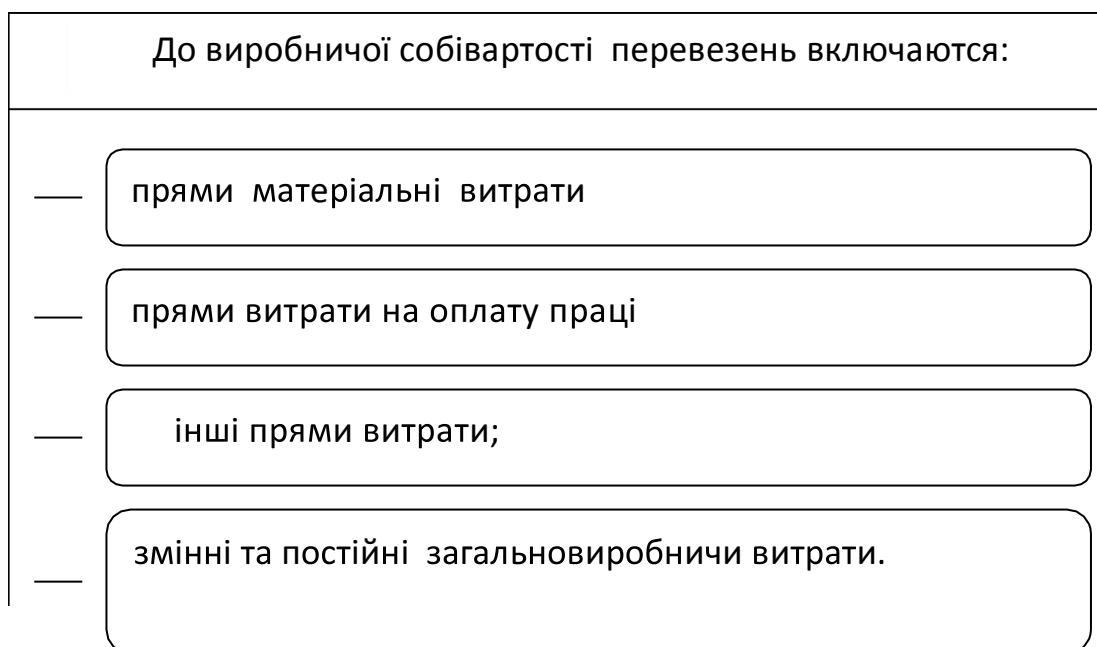 До виробничої собівартості перевезень включаются:
прями матеріальні витрати
прями витрати на оплату праці
інші прями витрати;
змінні та постійні загальновиробничи витрати.